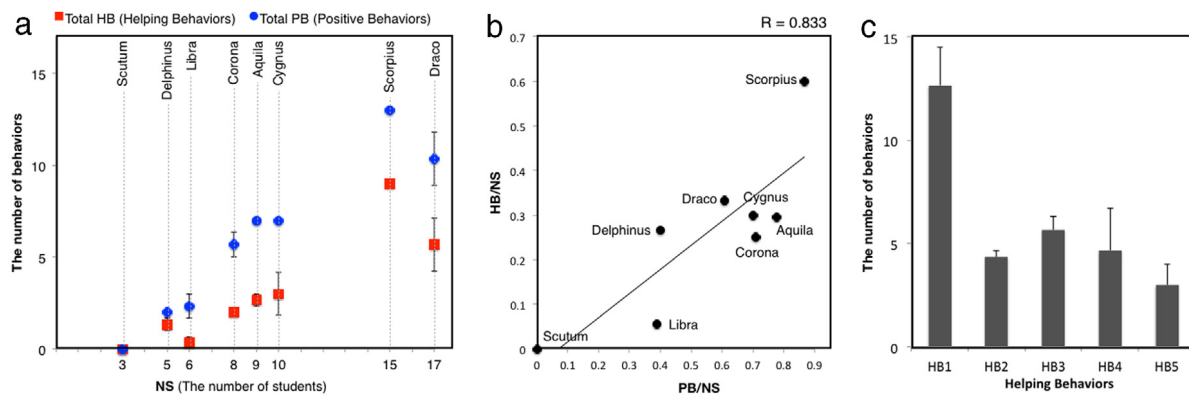 a
Total HB (Helping Behaviors) Total PB (Positive Behaviors)
The number of behaviors
15
10
5
0
Scutum
Delphinus
Libra
Corona
Aquila
Cygnus
Scorpius
Draco
3 5 6 8 9 10 15 17
NS (The number of students)
b
R = 0.833
HB/NS
0.7
0.6
0.5
0.4
0.3
0.2
0.1
0
Scorpius
Draco
Cygnus
Delphinus
Aquila
Corona
Libra
Scutum
0 0.1 0.2 0.3 0.4 0.5 0.6 0.7 0.8 0.9
PB/NS
c
The number of behaviors
15
10
5
0
HB1 HB2 HB3 HB4 HB5
Helping Behaviors